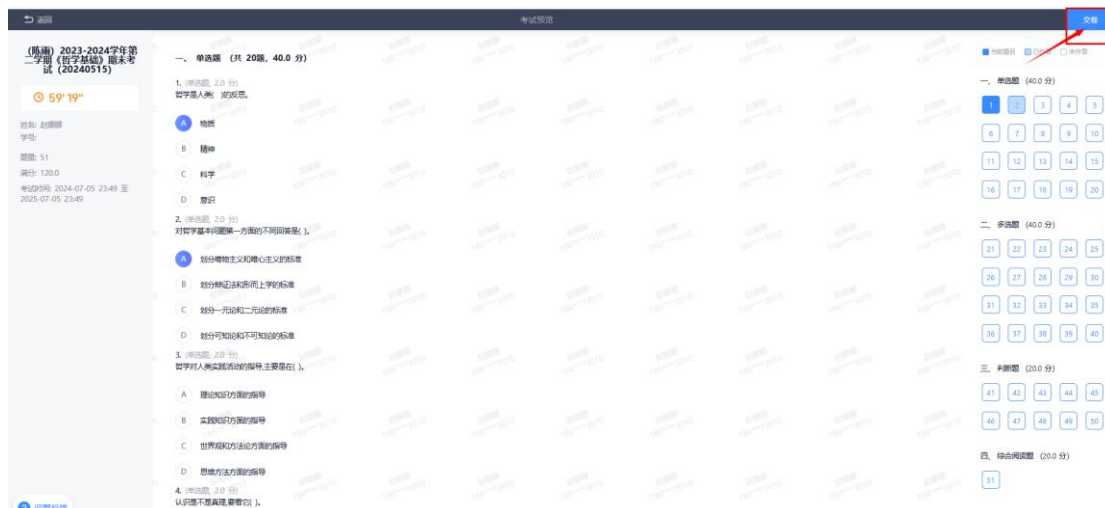 返回
考试预览
交卷
(陈雨) 2023-2024学年第
二学期《哲学基础》期末考
试 (20240515)
59' 19"
姓名:
学号:
题量: 51
满分: 120.0
考试时间: 2024-07-05 23:49 至
2025-07-05 23:49
一、 单选题 (共 20题, 40.0 分)
1. (单选题, 2.0 分)
哲学是人类( )的反思。
A 物质
B 精神
C 科学
D 意识
2. (单选题, 2.0 分)
对哲学基本问题第一方面的不同回答是( )。
A 划分唯物主义和唯心主义的标准
B 划分辩证法和形而上学的标准
C 划分一元论和二元论的标准
D 划分可知论和不可知论的标准
3. (单选题, 2.0 分)
哲学对人类实践活动的指导,主要是在( )。
A 理论知识方面的指导
B 实践知识方面的指导
C 世界观和方法论方面的指导
D 思维方法方面的指导
4. (单选题, 2.0 分)
认识是不是真理,要看它( )。
当前题目 已作答 未作答
一、 单选题 (40.0 分)
1 2 3 4 5
6 7 8 9 10
11 12 13 14 15
16 17 18 19 20
二、 多选题 (40.0 分)
21 22 23 24 25
26 27 28 29 30
31 32 33 34 35
36 37 38 39 40
三、 判断题 (20.0 分)
41 42 43 44 45
46 47 48 49 50
四、 综合阅读题 (20.0 分)
51